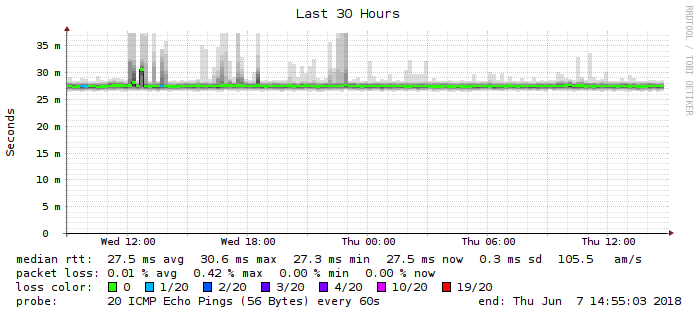 Last 30 Hours
RRDTOOL / TOBI OETIKER
Seconds
35 m
30 m
25 m
20 m
15 m
10 m
5 m
0
Wed 12:00 Wed 18:00 Thu 00:00 Thu 06:00 Thu 12:00
median rtt: 27.5 ms avg 30.6 ms max 27.3 ms min 27.5 ms now 0.3 ms sd 105.5 am/s
packet loss: 0.01 % avg 0.42 % max 0.00 % min 0.00 % now
loss color: 0 1/20 2/20 3/20 4/20 10/20 19/20
probe: 20 ICMP Echo Pings (56 Bytes) every 60s end: Thu Jun 7 14:55:03 2018